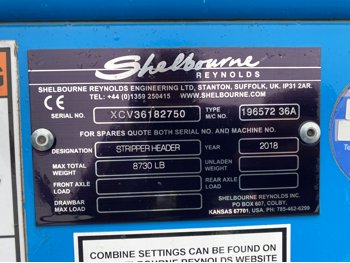 Shelbourne
REYNOLDS
SHELBOURNE REYNOLDS ENGINEERING LTD, STANTON, SUFFOLK, UK. IP31 2AR.
TEL: +44 (0)1359 250415 WWW.SHELBOURNE.COM
CE
SERIAL NO. XCV36182750 TYPE NO/ M/C NO. 196572 36A
FOR SPARES QUOTE BOTH SERIAL NO. AND MACHINE NO.
DESIGNATION STRIPPER HEADER YEAR 2018
MAX TOTAL WEIGHT 8730 LB UNLADEN WEIGHT
FRONT AXLE LOAD REAR AXLE LOAD
DRAWBAR MAX LOAD
SHELBOURNE REYNOLDS INC.
PO BOX 607, COLBY,
KANSAS 67701, USA. PH: 785-462-6299
COMBINE SETTINGS CAN BE FOUND ON
REYNOLDS WEBSITE